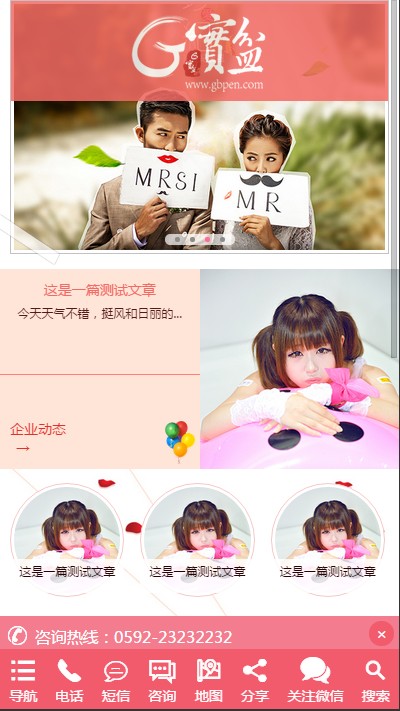 G寶盆
www.gbpen.com
MRSI
MR
这是一篇测试文章
今天天气不错，挺风和日丽的...
企业动态
→
这是一篇测试文章
这是一篇测试文章
这是一篇测试文章
咨询热线：0592-23232232
×
导航 电话 短信 咨询 地图 分享 关注微信 搜索